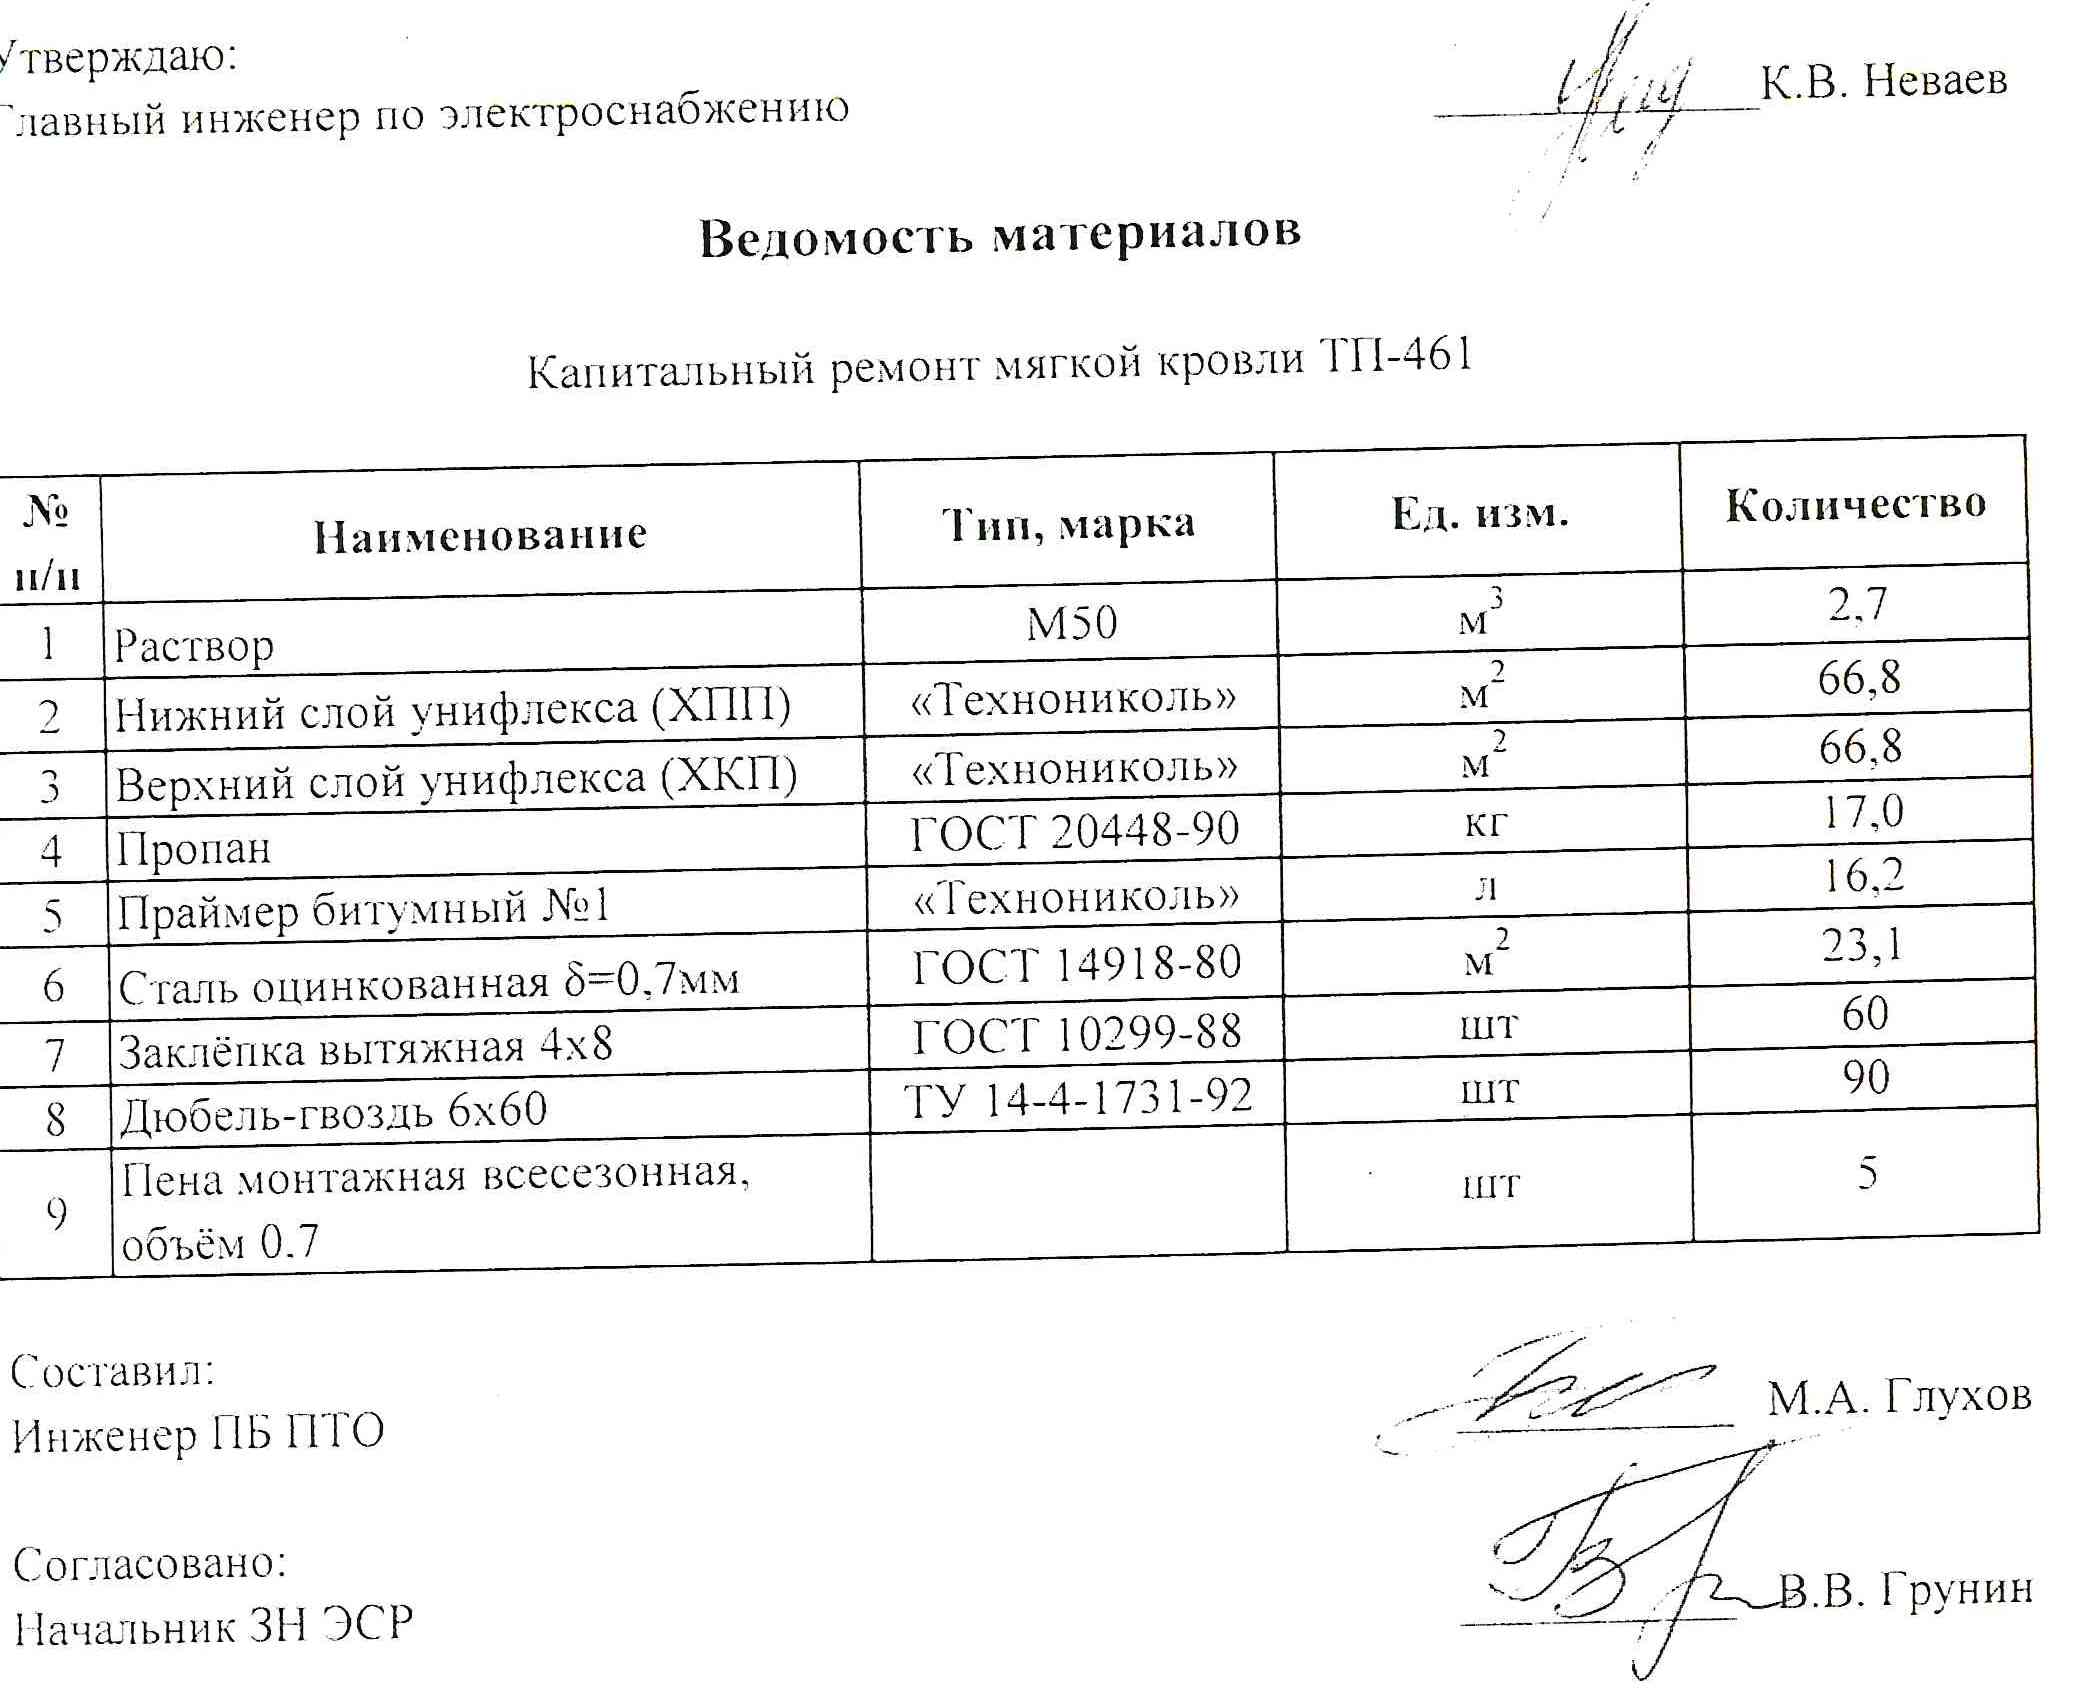 Утверждаю:
Главный инженер по электроснабжению
К.В. Неваев
Ведомость материалов
Капитальный ремонт мягкой кровли ТП-461
№ п/п Наименование Тип, марка Ед. изм. Количество
1 Раствор М50 м³ 2,7
2 Нижний слой унифлекса (ХПП) «Технониколь» м² 66,8
3 Верхний слой унифлекса (ХКП) «Технониколь» м² 66,8
4 Пропан ГОСТ 20448-90 кг 17,0
5 Праймер битумный №1 «Технониколь» л 16,2
6 Сталь оцинкованная δ=0,7мм ГОСТ 14918-80 м² 23,1
7 Заклёпка вытяжная 4х8 ГОСТ 10299-88 шт 60
8 Дюбель-гвоздь 6х60 ТУ 14-4-1731-92 шт 90
9 Пена монтажная всесезонная,
объём 0.7 шт 5
Составил:
Инженер ПБ ПТО М.А. Глухов
Согласовано:
Начальник ЗН ЭСР В.В. Грунин